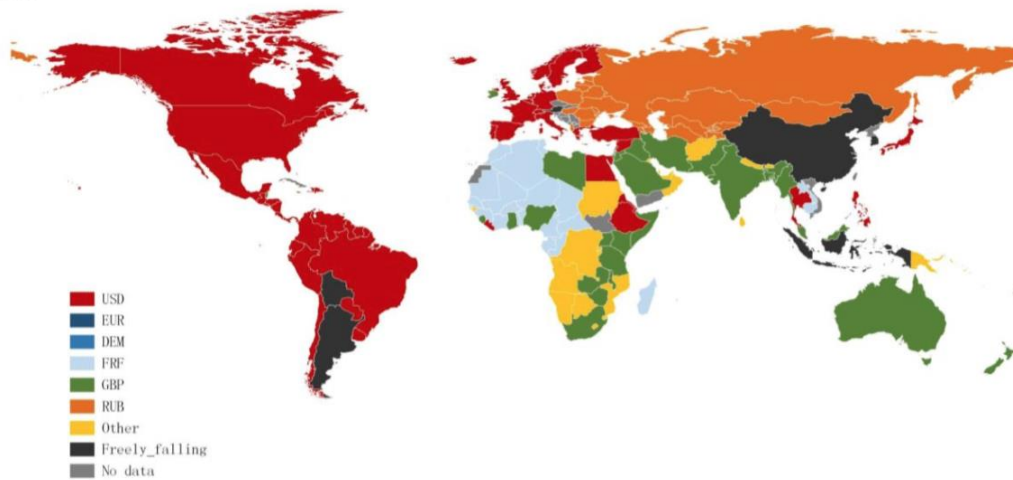 USD
EUR
DEM
FRF
GBP
RUB
Other
Freely_falling
No data